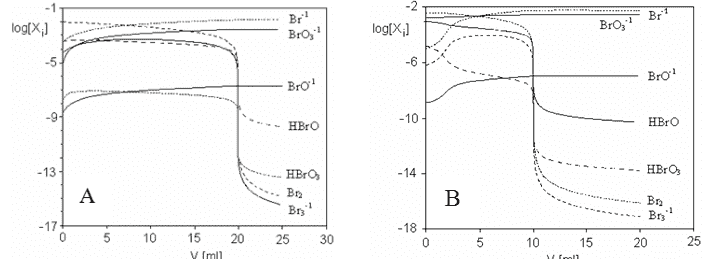 -1
log[Xᵢ]
-5
-9
-13
-17
0
5
10
15
20
25
30
V [ml]
A
Br⁻¹
BrO₃⁻¹
BrO⁻¹
HBrO
HBrO₃
Br₂
Br₃⁻¹
-2
log[Xᵢ]
-6
-10
-14
-18
0
5
10
15
20
25
B
Br⁻¹
BrO₃⁻¹
BrO⁻¹
HBrO
HBrO₃
Br₂
Br₃⁻¹
V [ml]